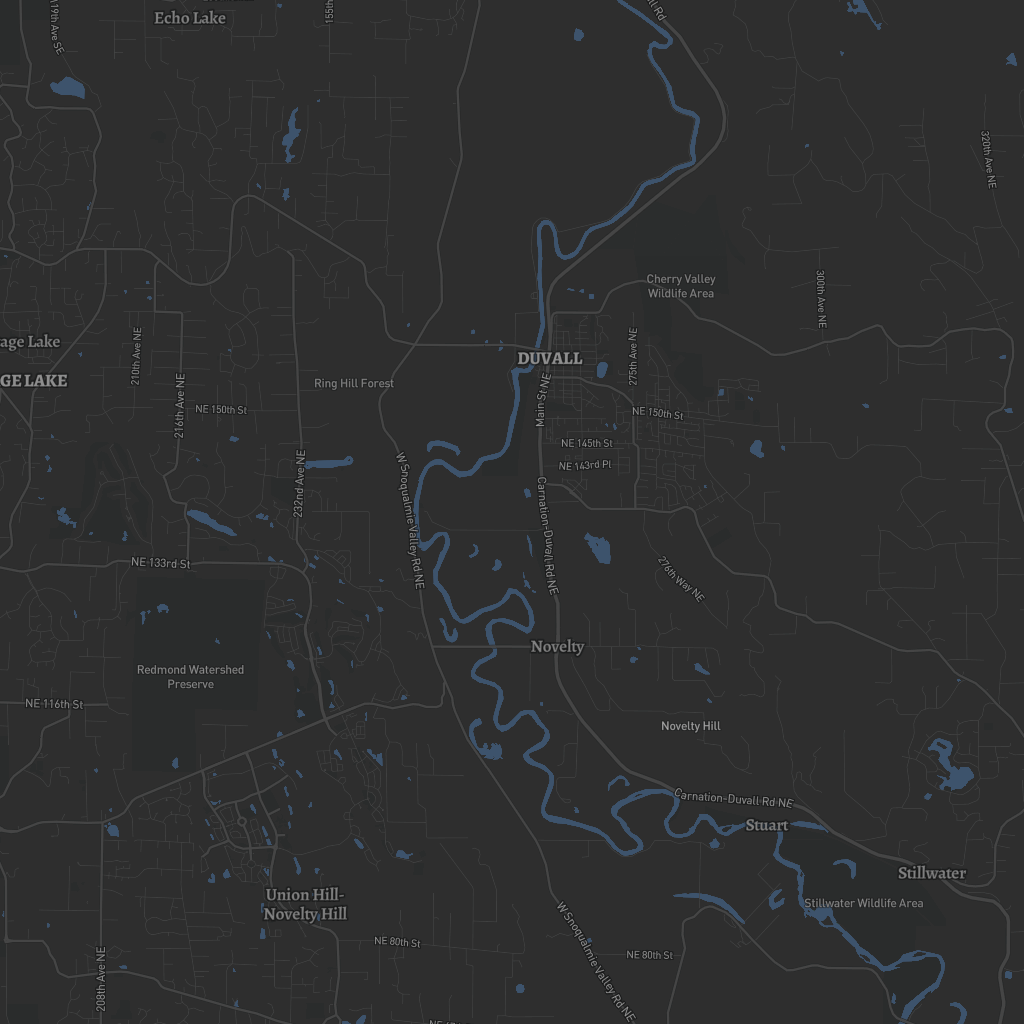 Echo Lake
155th
119th Ave SE
ll Rd
320th Ave NE
Cherry Valley
Wildlife Area
300th Ave NE
age Lake
GE LAKE
210th Ave NE
216th Ave NE
NE 150th St
Ring Hill Forest
DUVALL
Main St NE
275th Ave NE
NE 150th St
NE 145th St
NE 143rd Pl
232nd Ave NE
W Snoqualmie Valley Rd NE
Carnation-Duvall Rd NE
NE 133rd St
276th Way NE
Novelty
Redmond Watershed
Preserve
NE 116th St
Novelty Hill
Carnation-Duvall Rd NE
Stuart
Stillwater
Stillwater Wildlife Area
Union Hill-
Novelty Hill
W Snoqualmie Valley Rd NE
NE 80th St
NE 80th St
208th Ave NE